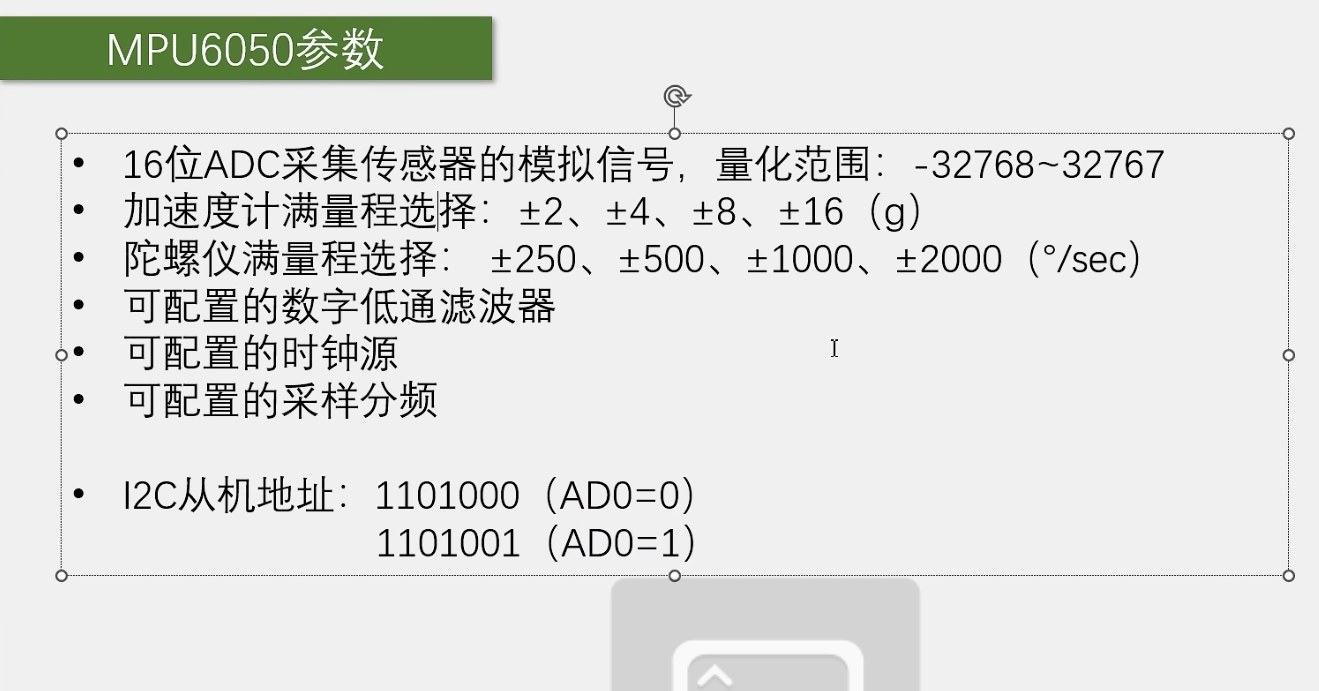 MPU6050参数
• 16位ADC采集传感器的模拟信号，量化范围：-32768~32767
• 加速度计满量程选择：±2、±4、±8、±16（g）
• 陀螺仪满量程选择： ±250、±500、±1000、±2000（°/sec）
• 可配置的数字低通滤波器
• 可配置的时钟源
• 可配置的采样分频
• I2C从机地址：1101000（AD0=0）
1101001（AD0=1）